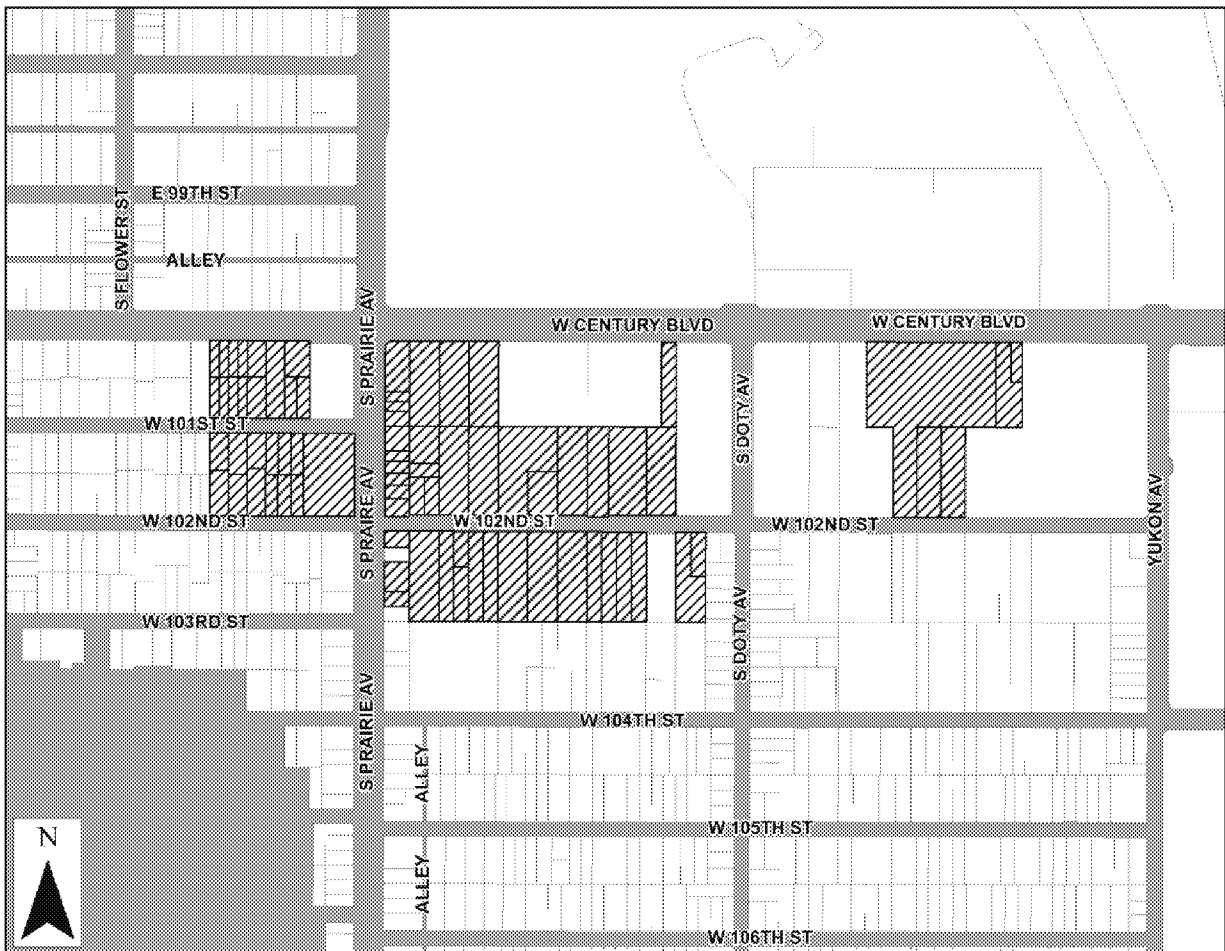 E 99TH ST
S FLOWER ST
ALLEY
S PRAIRIE AV
W CENTURY BLVD
W CENTURY BLVD
W 101ST ST
S DOTY AV
S PRAIRE AV
W 102ND ST
W 102ND ST
W 102ND ST
YUKON AV
S PRAIRIE AV
W 103RD ST
S DOTY AV
S PRAIRIE AV
W 104TH ST
ALLEY
W 105TH ST
N
ALLEY
W 106TH ST